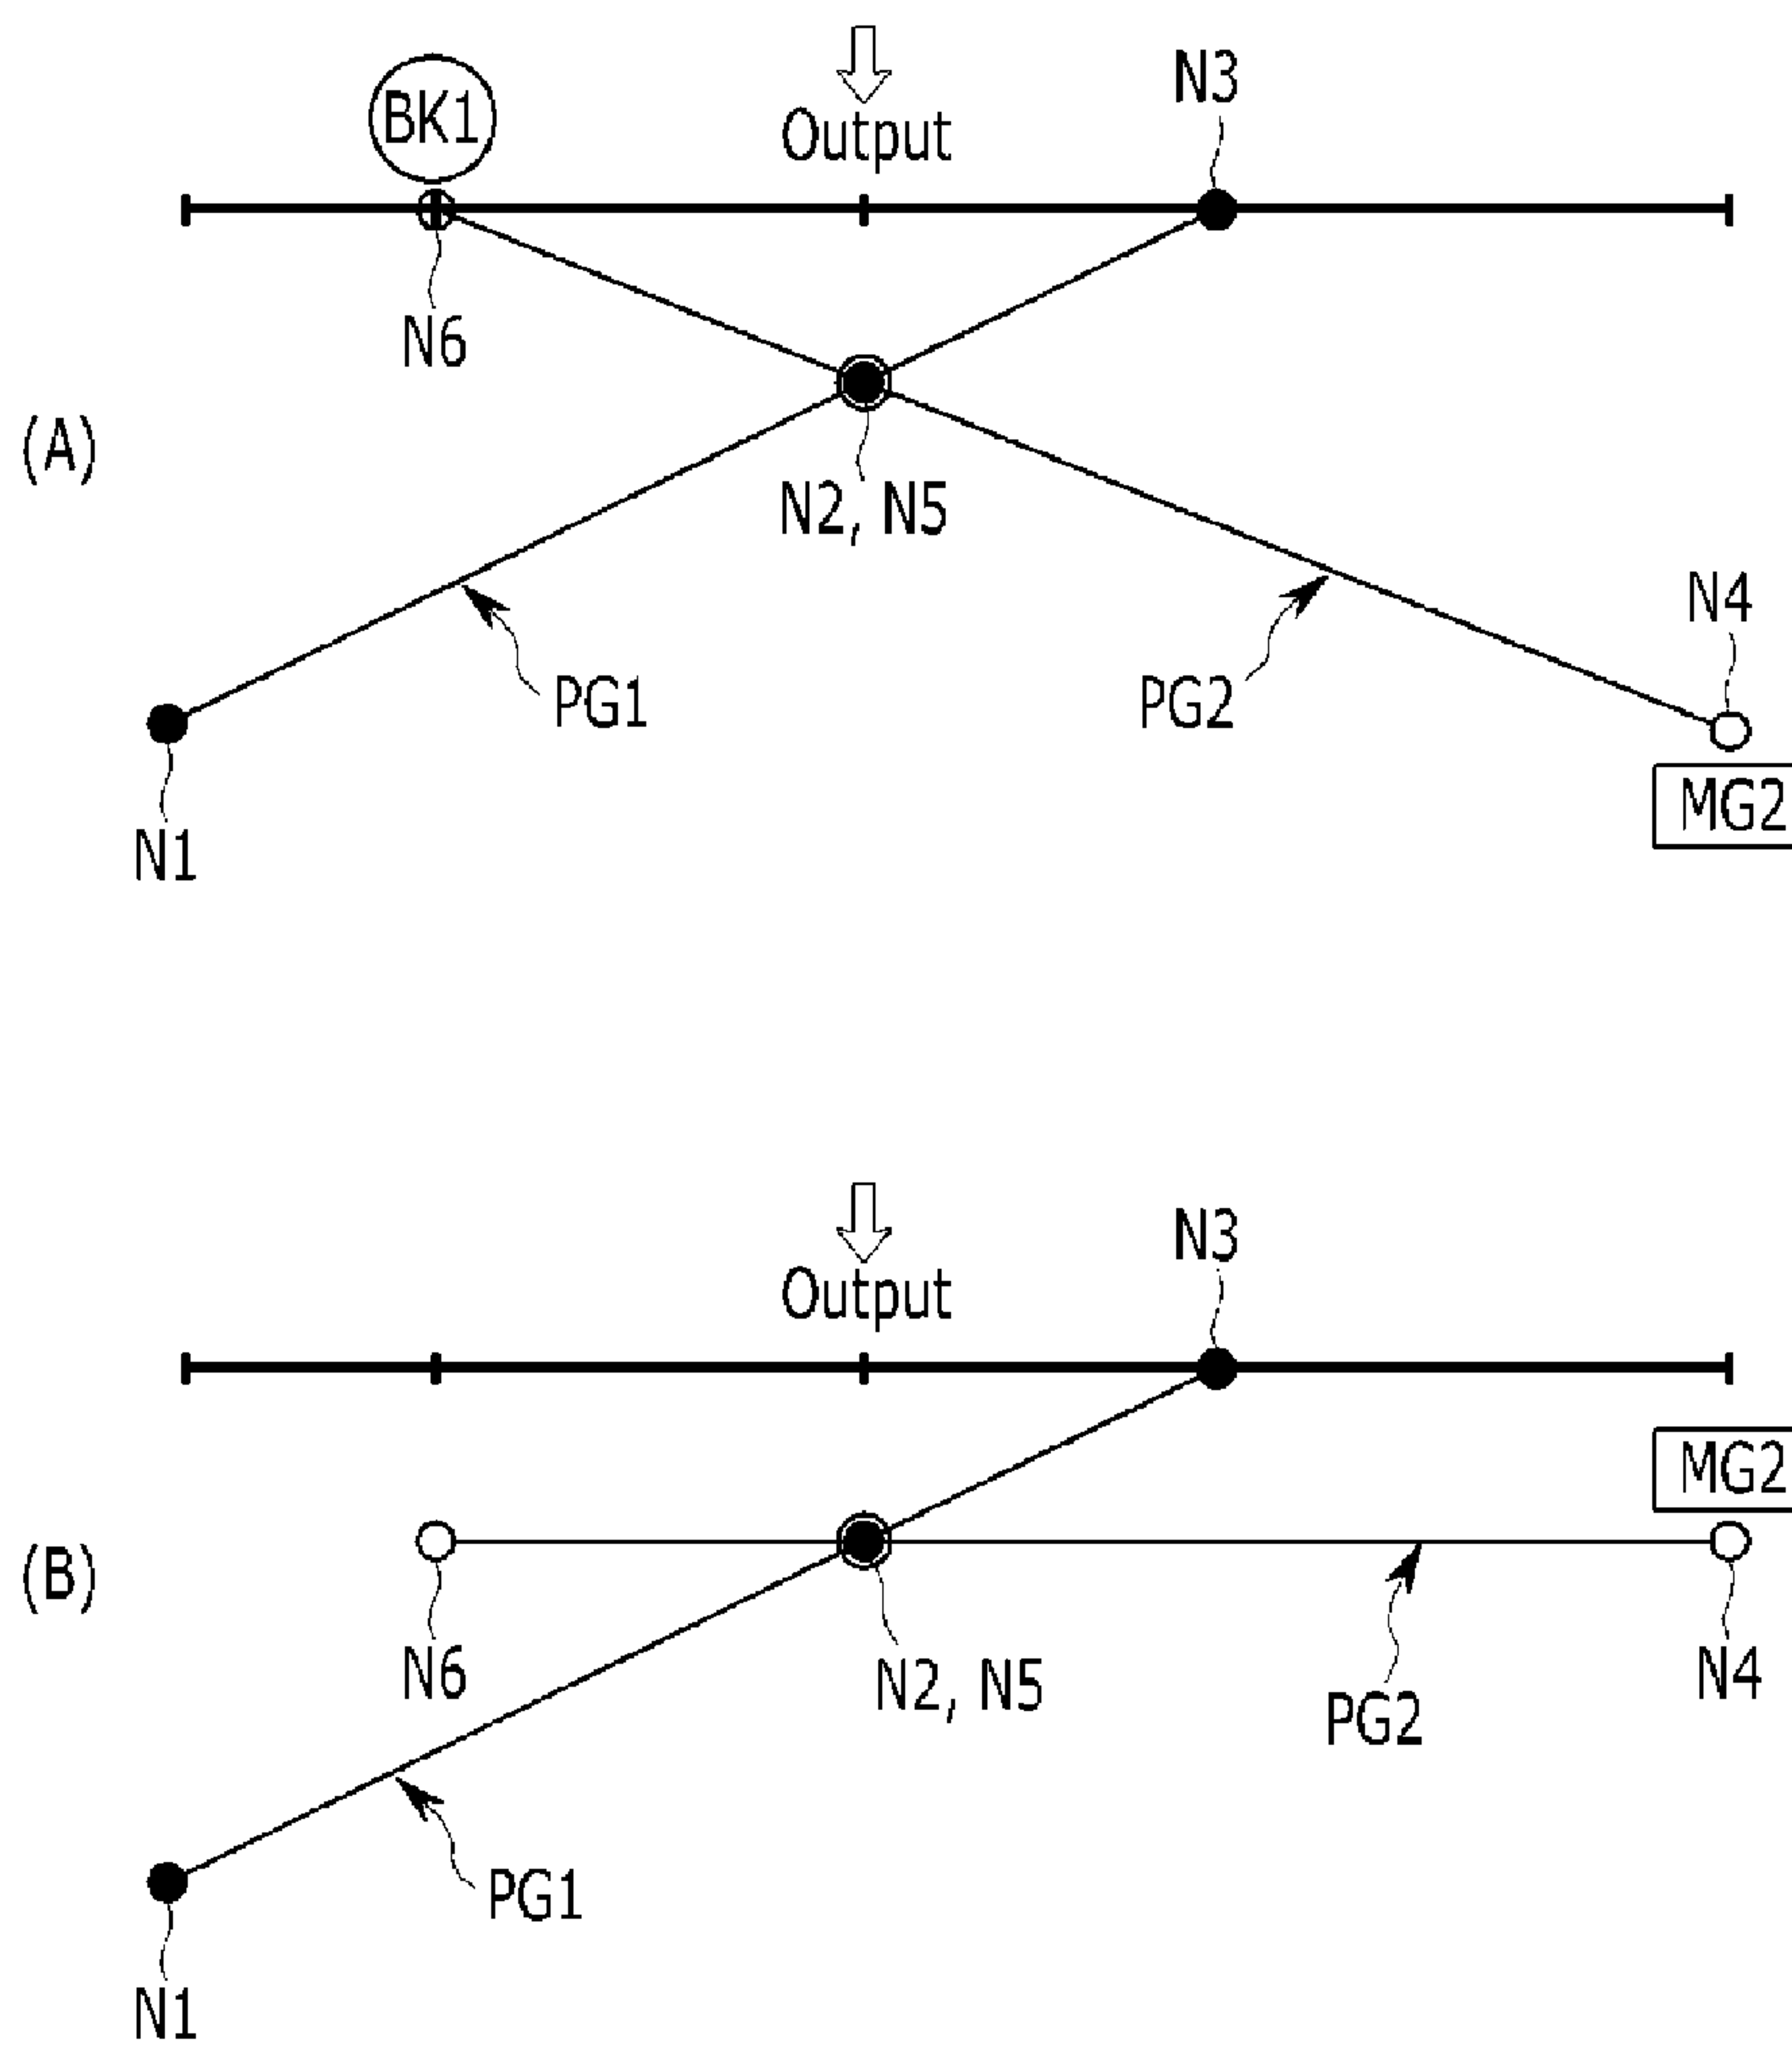 BK1
Output
N3
N6
(A)
N2, N5
N4
PG1
PG2
MG2
N1
Output
N3
MG2
(B)
N6
N2, N5
N4
PG2
PG1
N1